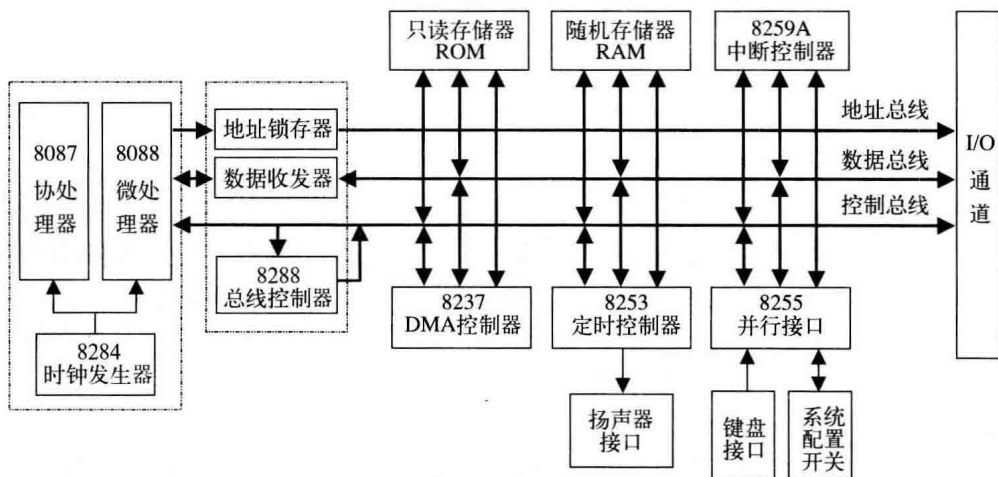 只读存储器
ROM
随机存储器
RAM
8259A
中断控制器
8087
协处
理器
8088
微处
理器
地址锁存器
数据收发器
地址总线
数据总线
控制总线
I/O
通
道
8288
总线控制器
8284
时钟发生器
8237
DMA控制器
8253
定时控制器
8255
并行接口
扬声器
接口
键盘
接口
系统
配置
开关